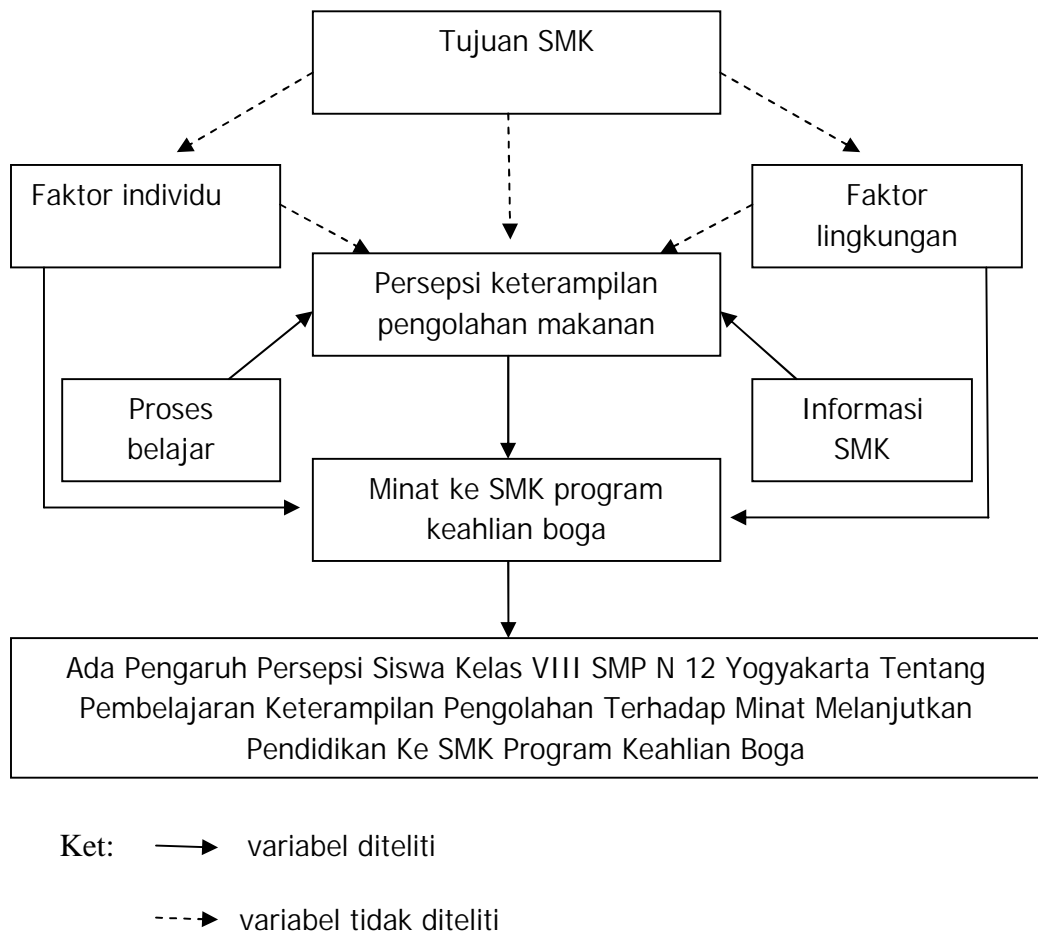 Tujuan SMK
Faktor individu
Faktor
lingkungan
Persepsi keterampilan
pengolahan makanan
Proses
belajar
Informasi
SMK
Minat ke SMK program
keahlian boga
Ada Pengaruh Persepsi Siswa Kelas VIII SMP N 12 Yogyakarta Tentang
Pembelajaran Keterampilan Pengolahan Terhadap Minat Melanjutkan
Pendidikan Ke SMK Program Keahlian Boga
Ket: variabel diteliti
variabel tidak diteliti